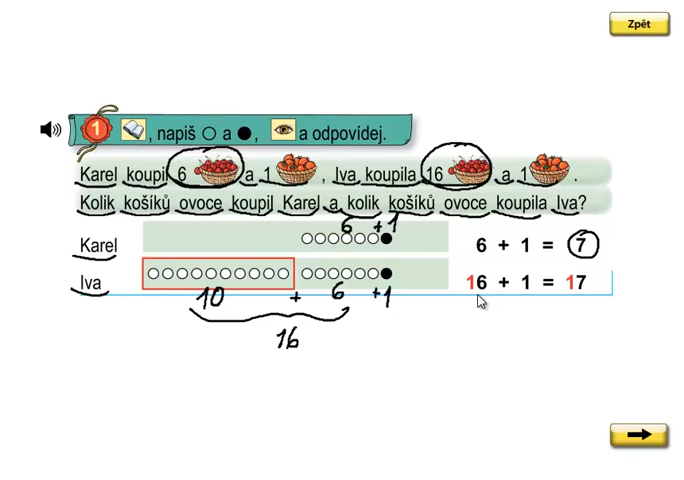 Zpět
1 , napiš ○ a ●, a odpovídej.
Karel koupil 6 a 1 , Iva koupila 16 a 1 .
Kolik košíků ovoce koupil Karel a kolik košíků ovoce koupila Iva?
6 +1
Karel 6 + 1 = 7
Iva 16 + 1 = 17
10 + 6 +1
16